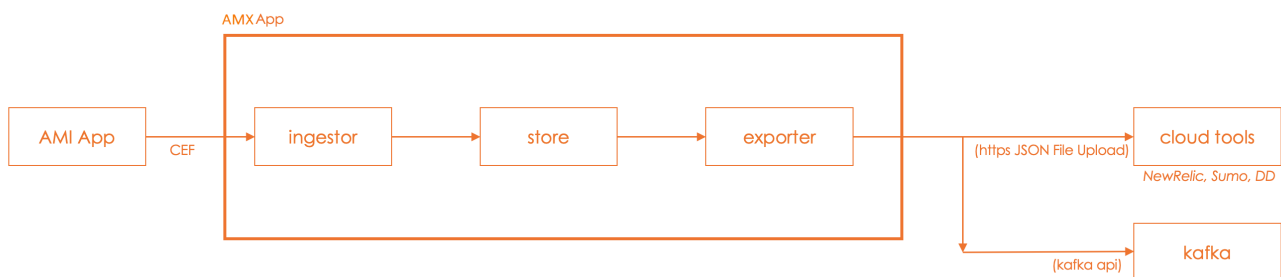 AMX App
AMI App
CEF
ingestor
store
exporter
(https JSON File Upload)
cloud tools
NewRelic, Sumo, DD
(kafka api)
kafka